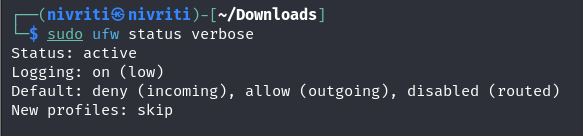 ┌──(nivriti㉿nivriti)-[~/Downloads]
└─$ sudo ufw status verbose
Status: active
Logging: on (low)
Default: deny (incoming), allow (outgoing), disabled (routed)
New profiles: skip